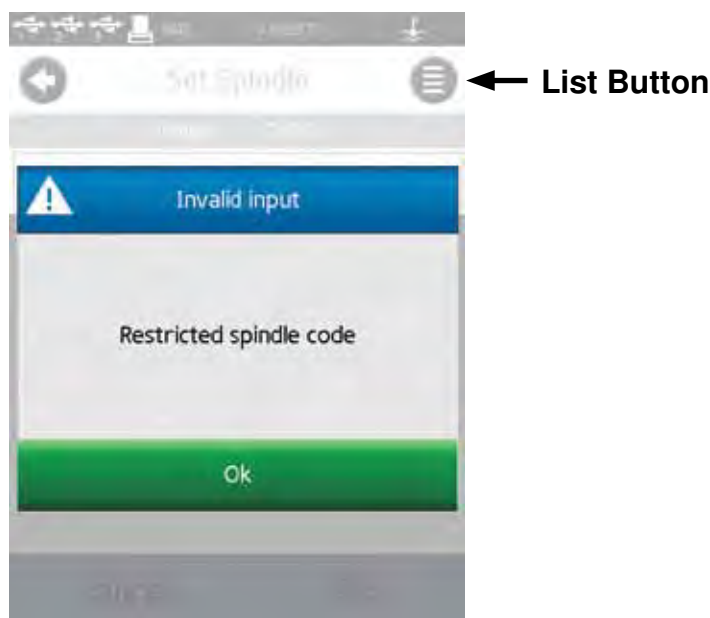 Set Spindle
List Button
Invalid input
Restricted spindle code
Ok